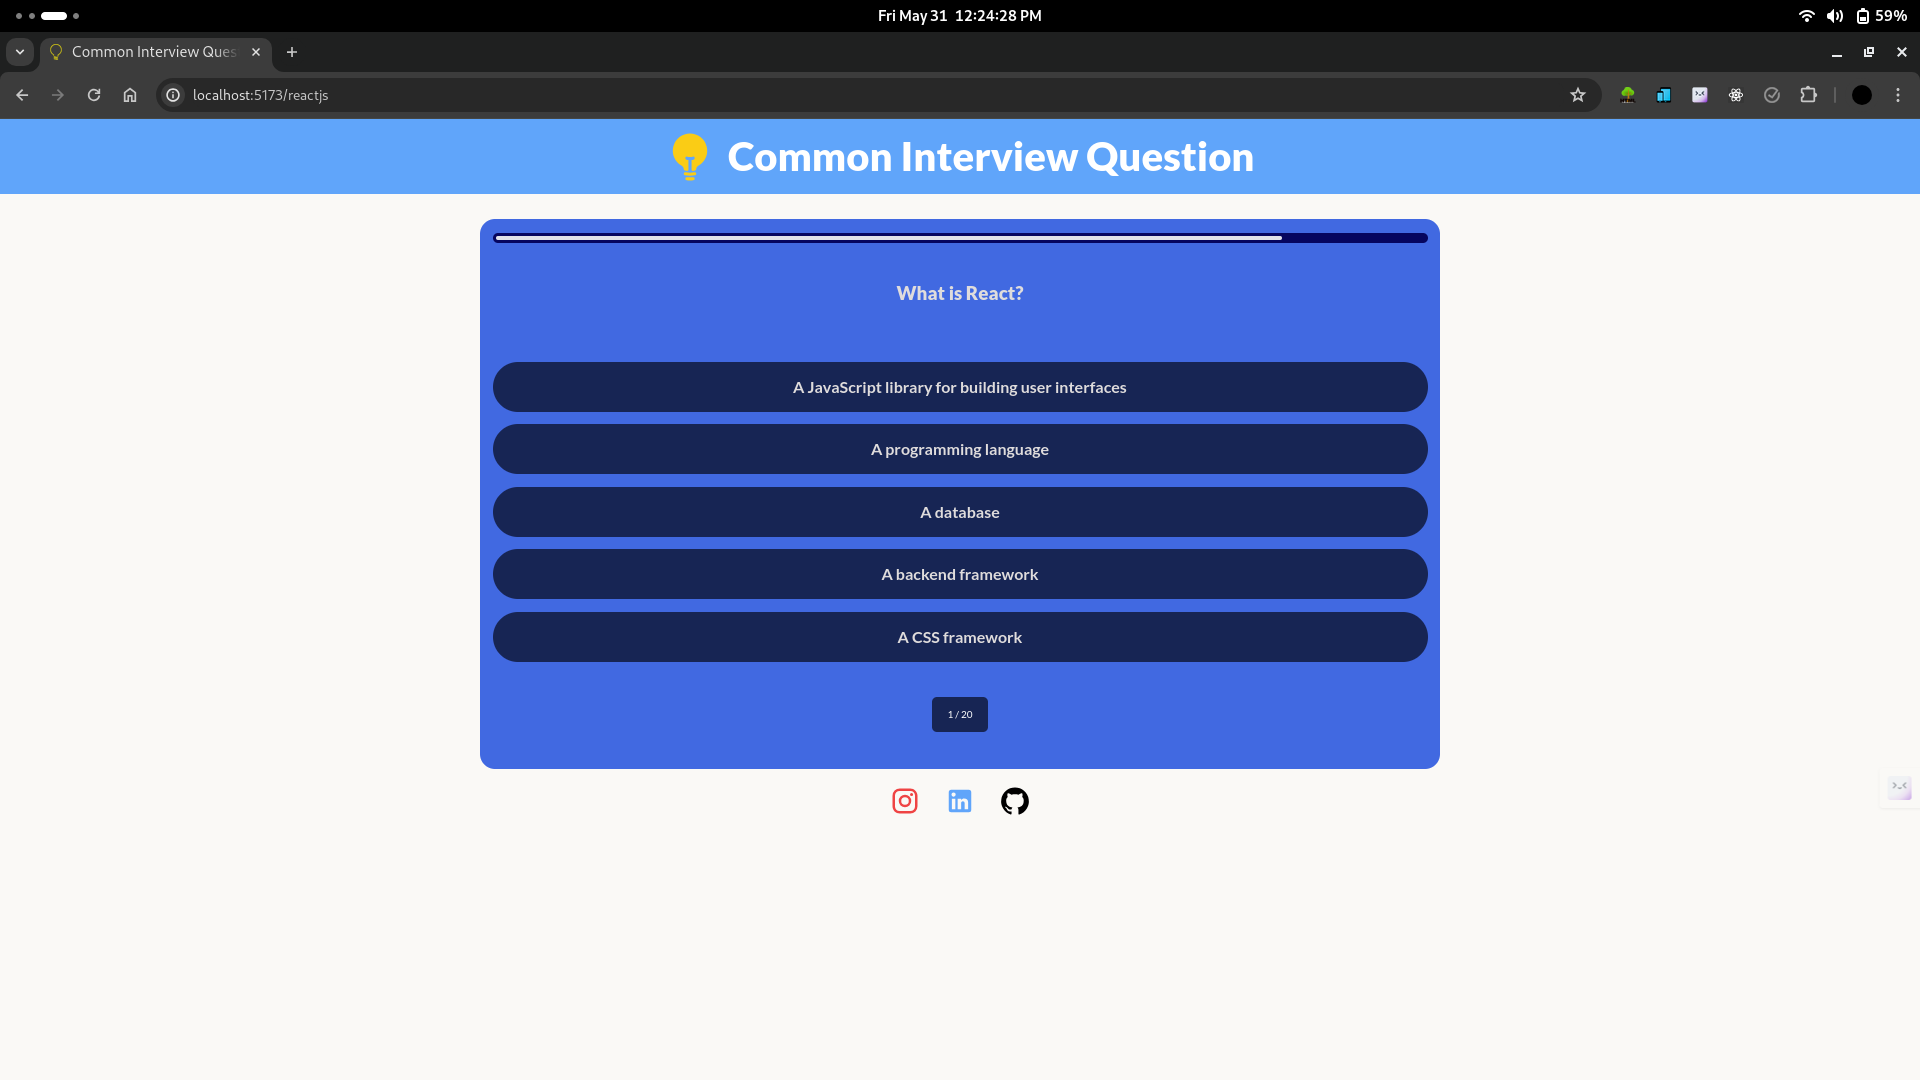 Fri May 31 12:24:28 PM
59%
Common Interview Ques
localhost:5173/reactjs
Common Interview Question
What is React?
A JavaScript library for building user interfaces
A programming language
A database
A backend framework
A CSS framework
1 / 20